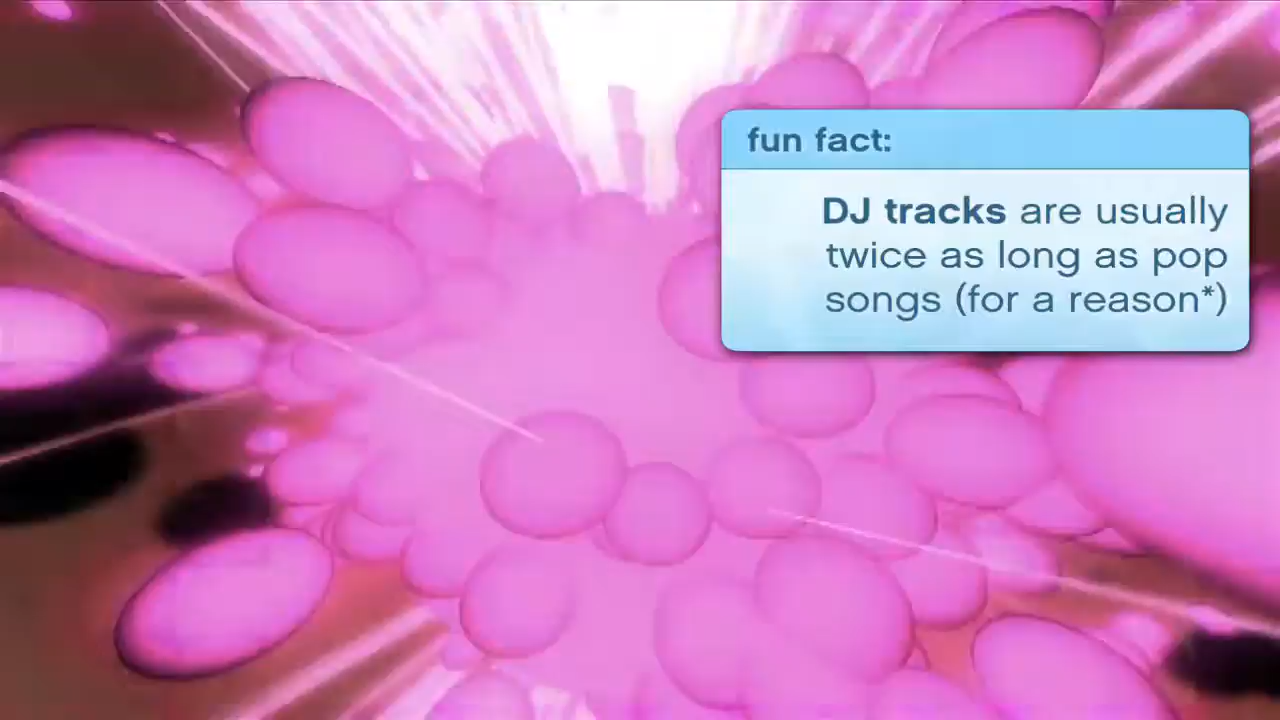 fun fact:
DJ tracks are usually
twice as long as pop
songs (for a reason*)